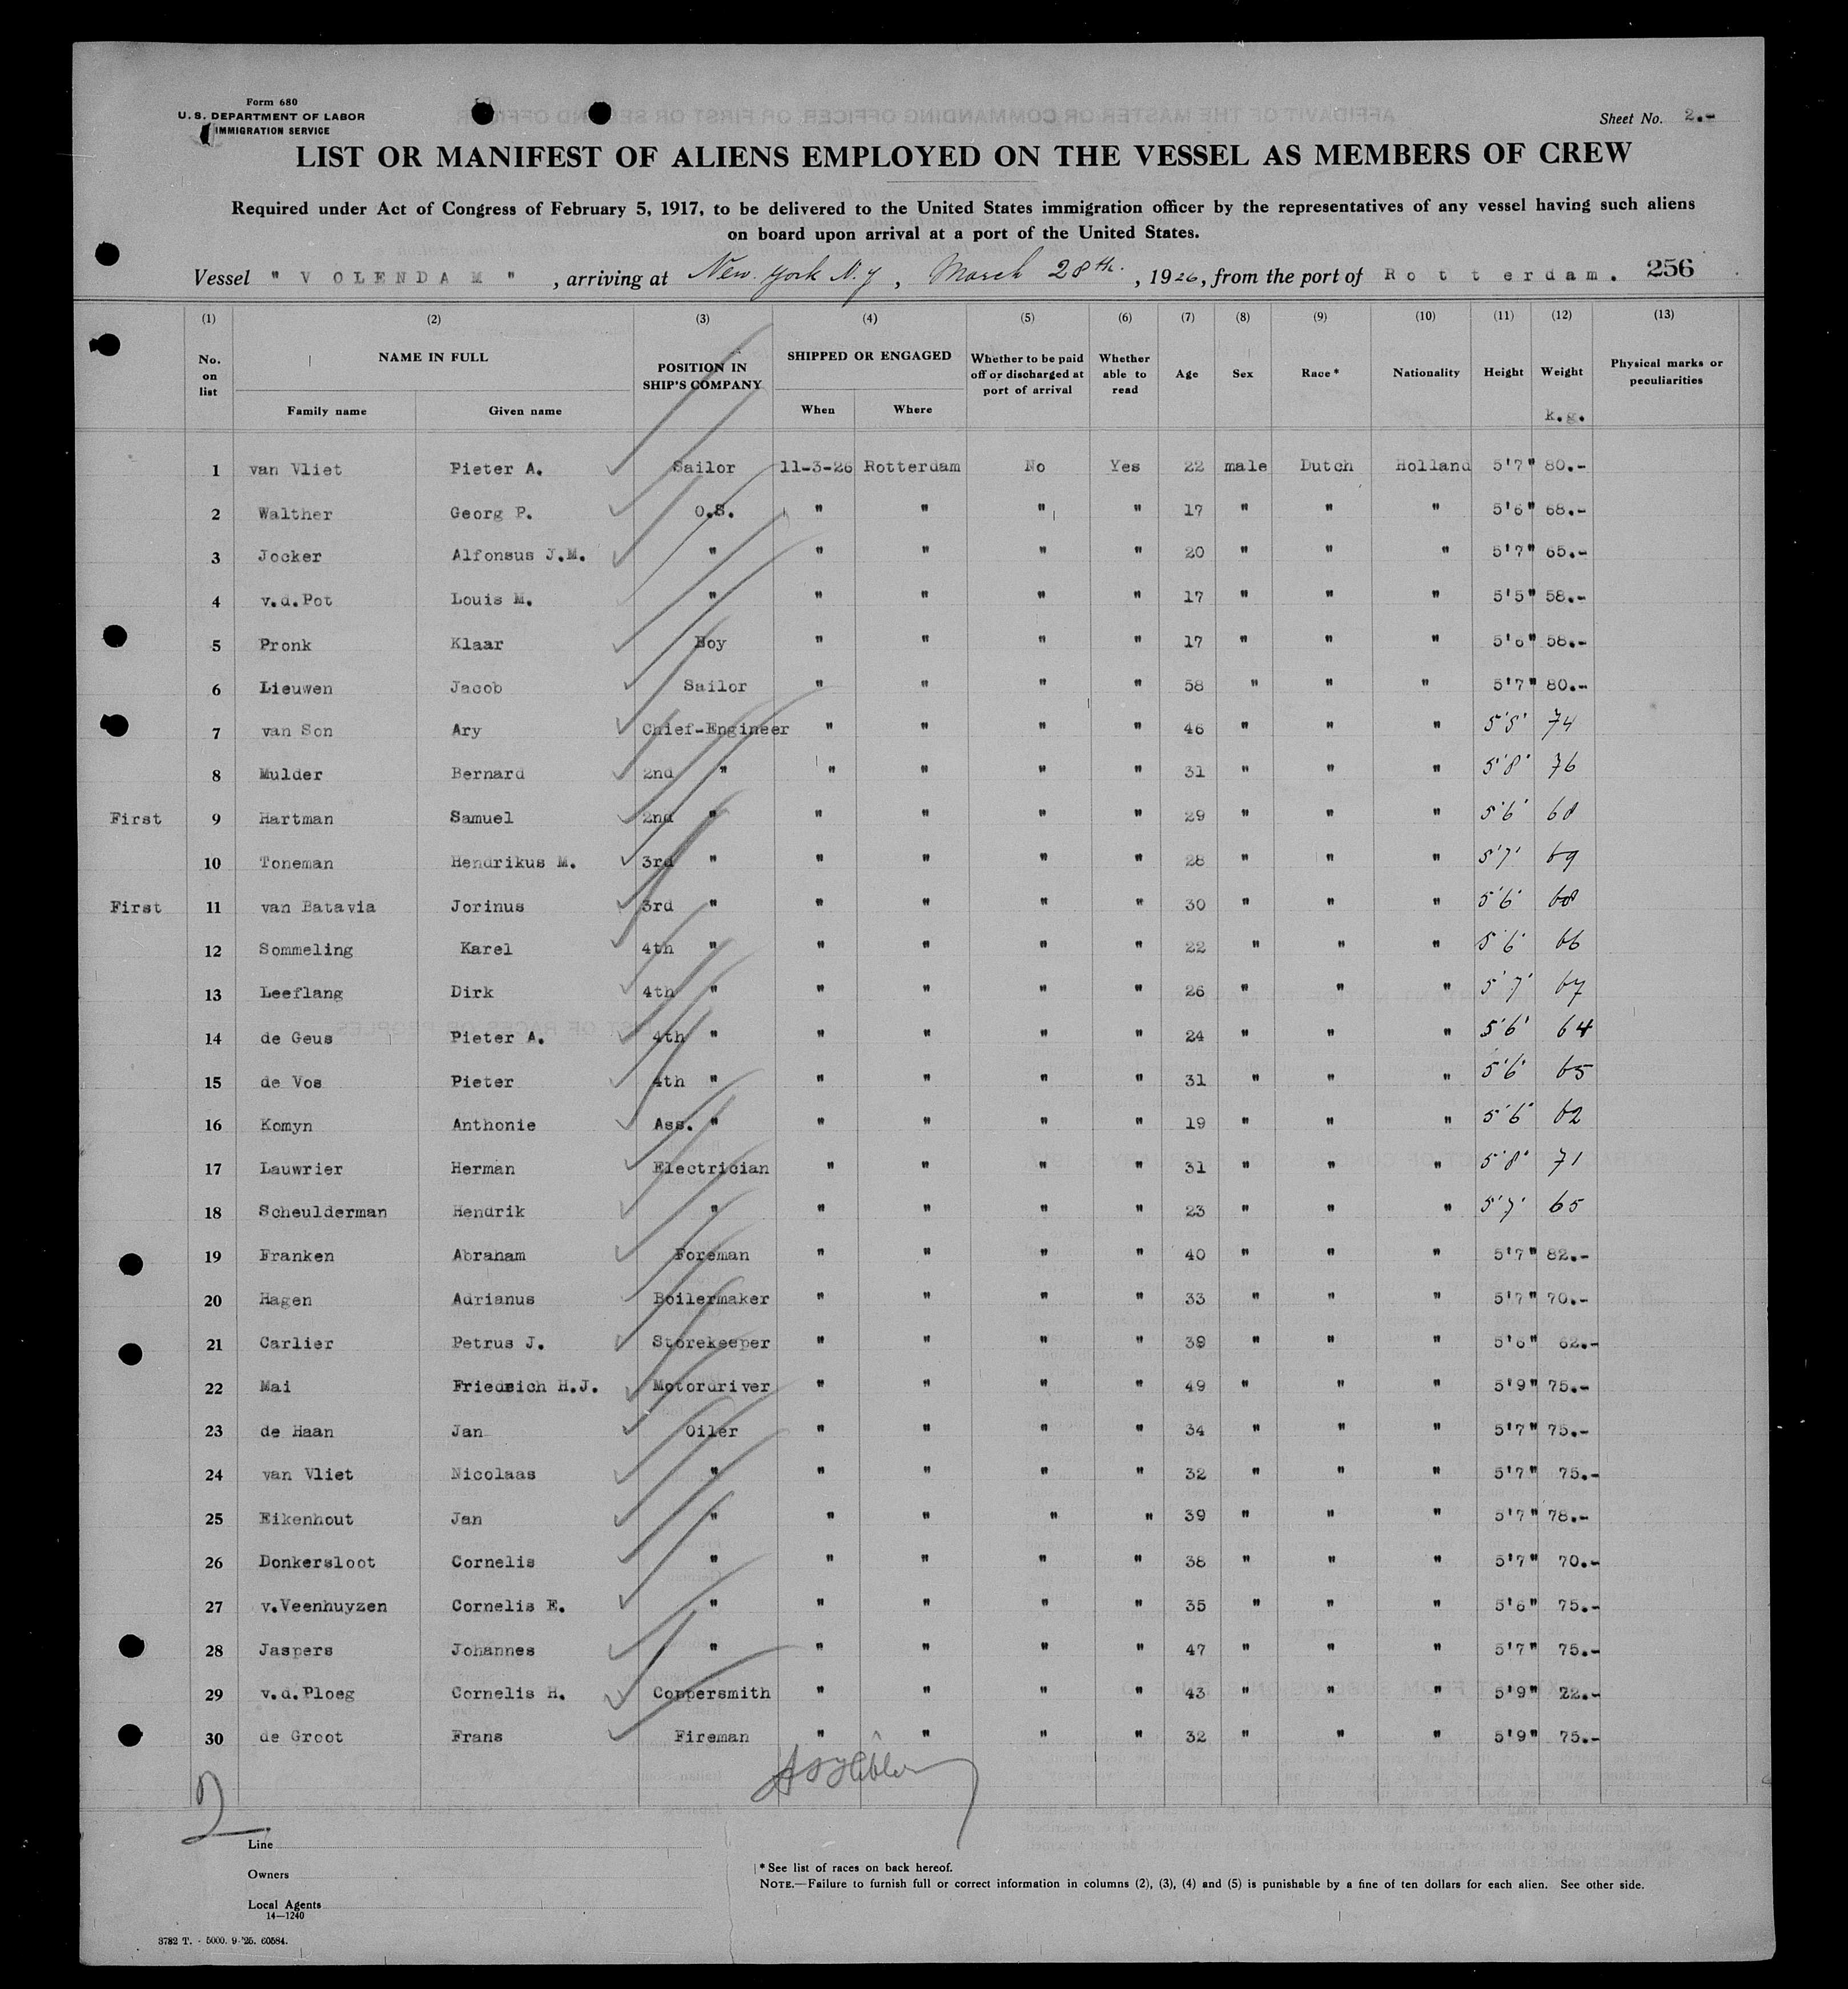 Form 680
U. S. DEPARTMENT OF LABOR
IMMIGRATION SERVICE
Sheet No. 2.-
LIST OR MANIFEST OF ALIENS EMPLOYED ON THE VESSEL AS MEMBERS OF CREW
Required under Act of Congress of February 5, 1917, to be delivered to the United States immigration officer by the representatives of any vessel having such aliens
on board upon arrival at a port of the United States.
Vessel " V O L E N D A M " , arriving at New York N.Y , March 28th. , 1926, from the port of R o t t e r d a m . 256
(1) (2) (3) (4) (5) (6) (7) (8) (9) (10) (11) (12) (13)
No. on list NAME IN FULL Family name Given name POSITION IN SHIP'S COMPANY SHIPPED OR ENGAGED When Where Whether to be paid off or discharged at port of arrival Whether able to read Age Sex Race* Nationality Height Weight k.g. Physical marks or peculiarities
1 van Vliet Pieter A. Sailor 11-3-26 Rotterdam No Yes 22 male Dutch Holland 5'7" 80.-
2 Walther Georg P. O.S. " " " " 17 " " " 5'6" 68.-
3 Jocker Alfonsus J.M. " " " " " 20 " " " 5'7" 65.-
4 v.d.Pot Louis M. " " " " " 17 " " " 5'5" 58.-
5 Pronk Klaar Boy " " " " 17 " " " 5'6" 58.-
6 Lieuwen Jacob Sailor " " " " 58 " " " 5'7" 80.-
7 van Son Ary Chief-Engineer " " " " 46 " " " 5'5' 74
8 Mulder Bernard 2nd " " " " " 31 " " " 5'8" 76
First 9 Hartman Samuel 2nd " " " " " 29 " " " 5'6' 68
10 Toneman Hendrikus M. 3rd " " " " " 28 " " " 5'7' 69
First 11 van Batavia Jorinus 3rd " " " " " 30 " " " 5'6' 68
12 Sommeling Karel 4th " " " " " 22 " " " 5'6' 66
13 Leeflang Dirk 4th " " " " " 26 " " " 5'7' 67
14 de Geus Pieter A. 4th " " " " " 24 " " " 5'6' 64
15 de Vos Pieter 4th " " " " " 31 " " " 5'6' 65
16 Komyn Anthonie Ass. " " " " " 19 " " " 5'6" 62
17 Lauwrier Herman Electrician " " " " 31 " " " 5'8" 71
18 Scheulderman Hendrik " " " " " 23 " " " 5'7' 65
19 Franken Abraham Foreman " " " " 40 " " " 5'7" 82.-
20 Hagen Adrianus Boilermaker " " " " 33 " " " 5'7" 70.-
21 Carlier Petrus J. Storekeeper " " " " 39 " " " 5'6" 62.-
22 Mai Friedrich H.J. Motordriver " " " " 49 " " " 5'9" 75.-
23 de Haan Jan Oiler " " " " 34 " " " 5'7" 75.-
24 van Vliet Nicolaas " " " " " 32 " " " 5'7" 75.-
25 Eikenhout Jan " " " " " 39 " " " 5'7" 78.-
26 Donkersloot Cornelis " " " " " 38 " " " 5'7" 70.-
27 v.Veenhuyzen Cornelis E. " " " " " 35 " " " 5'6" 75.-
28 Jaspers Johannes " " " " " 47 " " " 5'7" 75.-
29 v.d.Ploeg Cornelis H. Coppersmith " " " " 43 " " " 5'9" 22.-
30 de Groot Frans Fireman " " " " 32 " " " 5'9" 75.-
2
Line
Owners
Local Agents
14—1240
* See list of races on back hereof.
NOTE.—Failure to furnish full or correct information in columns (2), (3), (4) and (5) is punishable by a fine of ten dollars for each alien. See other side.
3782 T. - 5000. 9-'25. 60584.